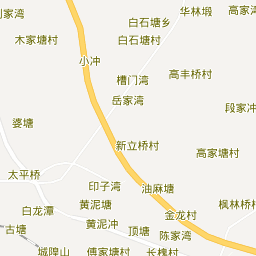 刘家湾
华林塅
高家湾
白石塘乡
木家塘村
白石塘村
小冲
槽门湾
高丰桥村
岳家湾
段家冲
婆塘
新立桥村
高家塘村
太平桥
印子湾
油麻塘
黄泥塘
枫林桥村
白龙潭
金龙村
黄泥冲
古塘
顶塘
陈家湾
城隍山
傅家塘村
长槐村